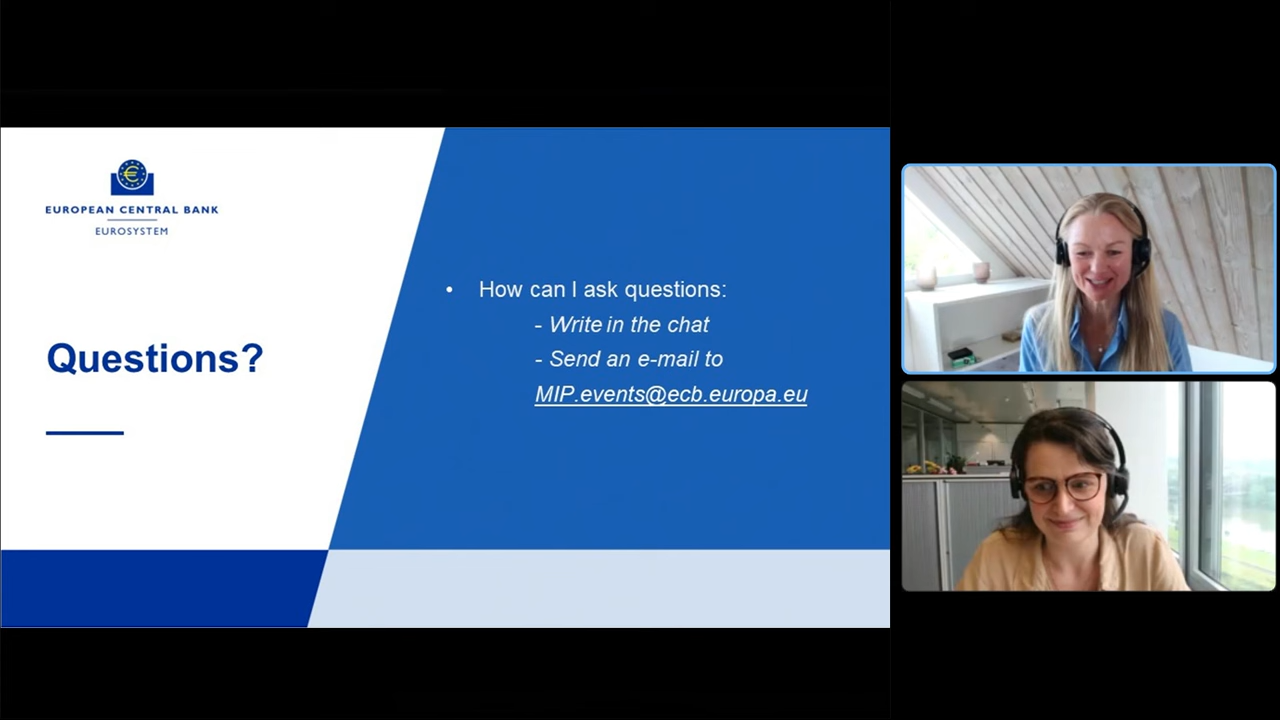 EUROPEAN CENTRAL BANK
EUROSYSTEM
Questions?
• How can I ask questions:
- Write in the chat
- Send an e-mail to
MIP.events@ecb.europa.eu